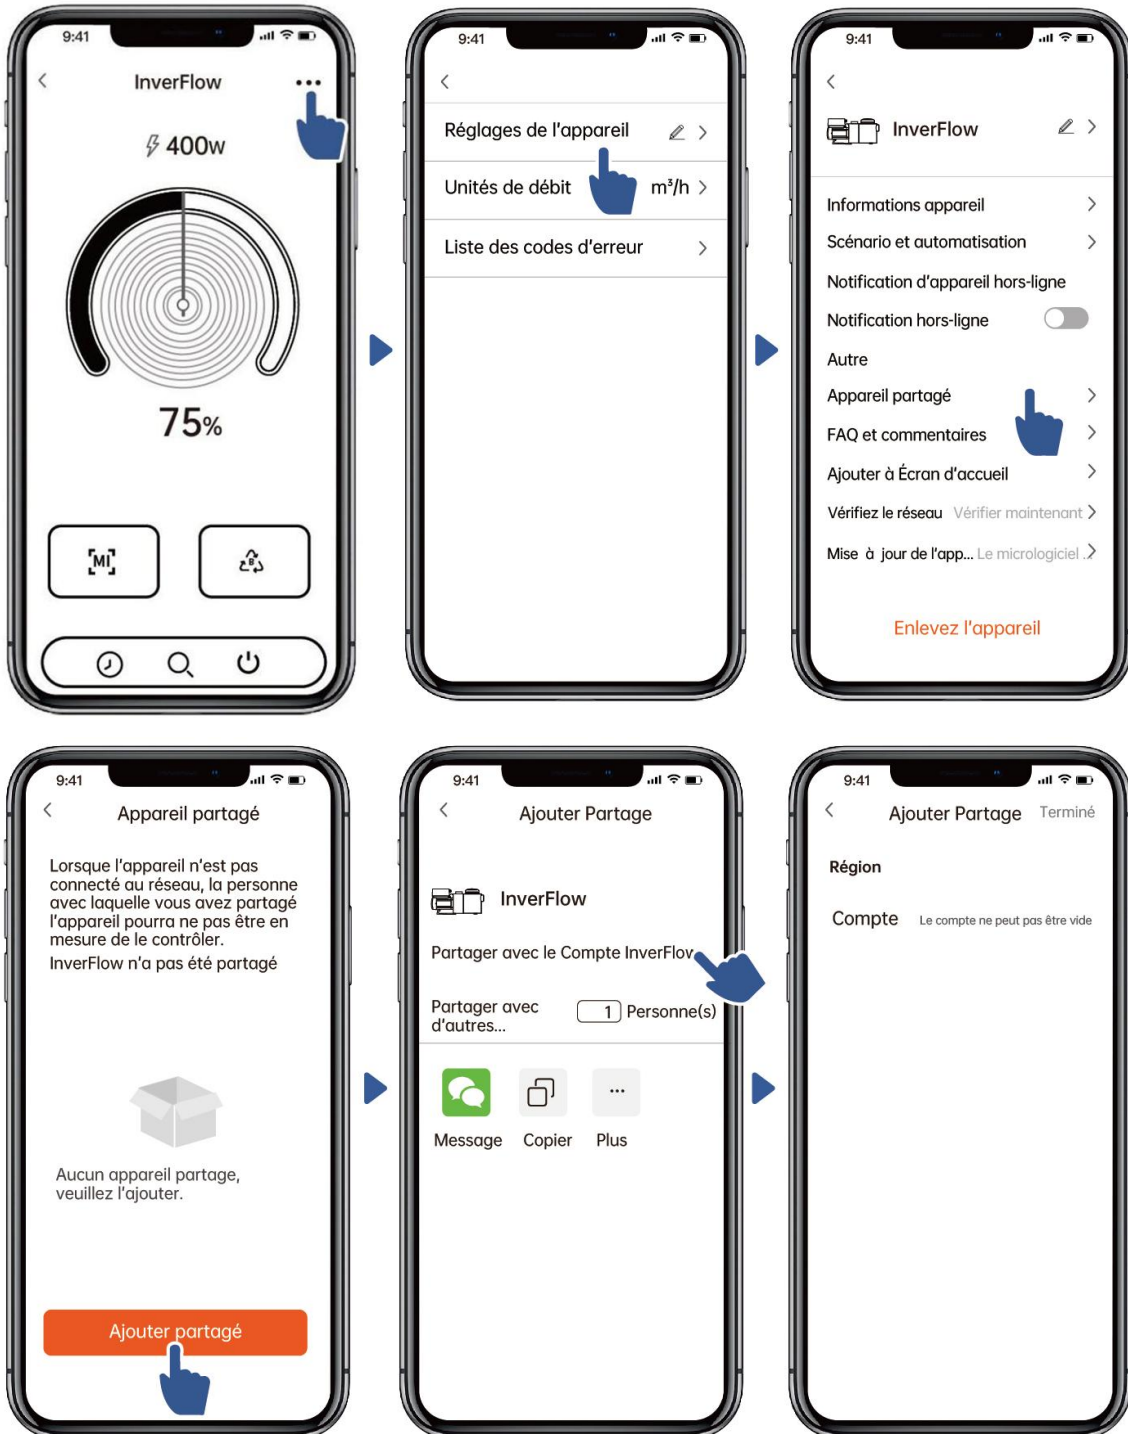 9:41
InverFlow
400w
75%
MI
B
9:41
Réglages de l'appareil
Unités de débit m³/h
Liste des codes d'erreur
9:41
InverFlow
Informations appareil
Scénario et automatisation
Notification d'appareil hors-ligne
Notification hors-ligne
Autre
Appareil partagé
FAQ et commentaires
Ajouter à Écran d'accueil
Vérifiez le réseau Vérifier maintenant
Mise à jour de l'app... Le micrologiciel ..
Enlevez l'appareil
9:41
Appareil partagé
Lorsque l'appareil n'est pas
connecté au réseau, la personne
avec laquelle vous avez partagé
l'appareil pourra ne pas être en
mesure de le contrôler.
InverFlow n'a pas été partagé
Aucun appareil partage,
veuillez l'ajouter.
Ajouter partagé
9:41
Ajouter Partage
InverFlow
Partager avec le Compte InverFlow
Partager avec
d'autres...
1 Personne(s)
Message Copier Plus
9:41
Ajouter Partage Terminé
Région
Compte Le compte ne peut pas être vide